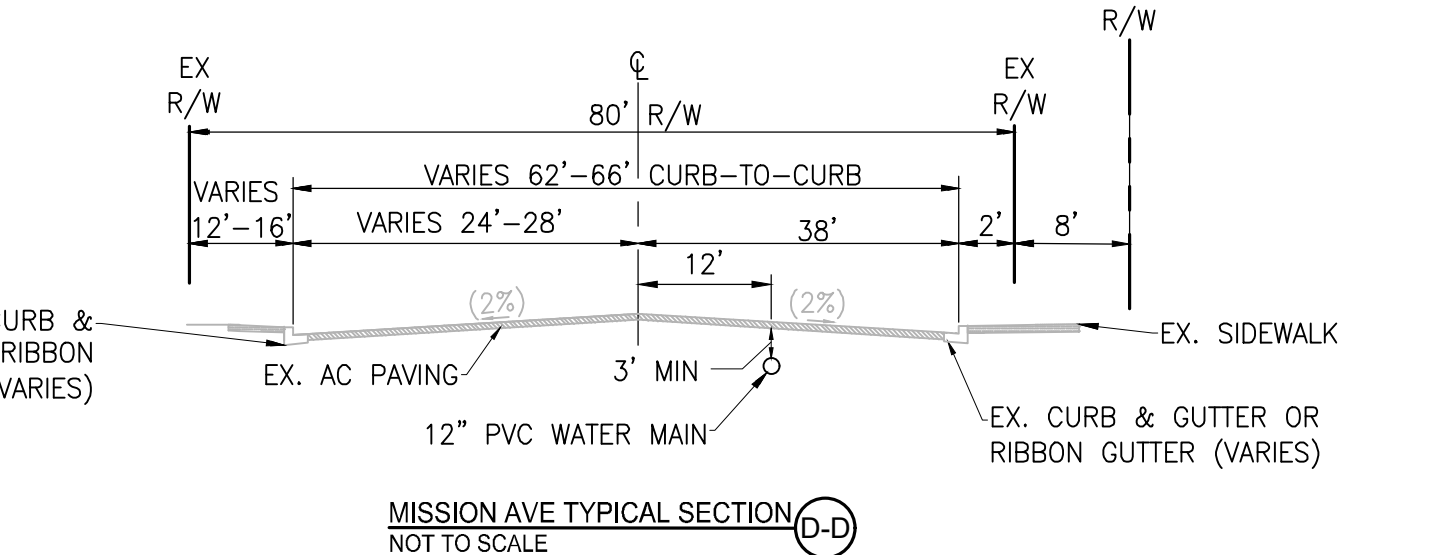 R/W
EX
R/W
℄
EX
R/W
80' R/W
VARIES 62'-66' CURB-TO-CURB
VARIES
12'-16'
VARIES 24'-28'
38'
2'
8'
12'
(2%)
(2%)
CURB &
RIBBON
VARIES)
EX. AC PAVING
3' MIN
12" PVC WATER MAIN
EX. SIDEWALK
EX. CURB & GUTTER OR
RIBBON GUTTER (VARIES)
MISSION AVE TYPICAL SECTION D-D
NOT TO SCALE